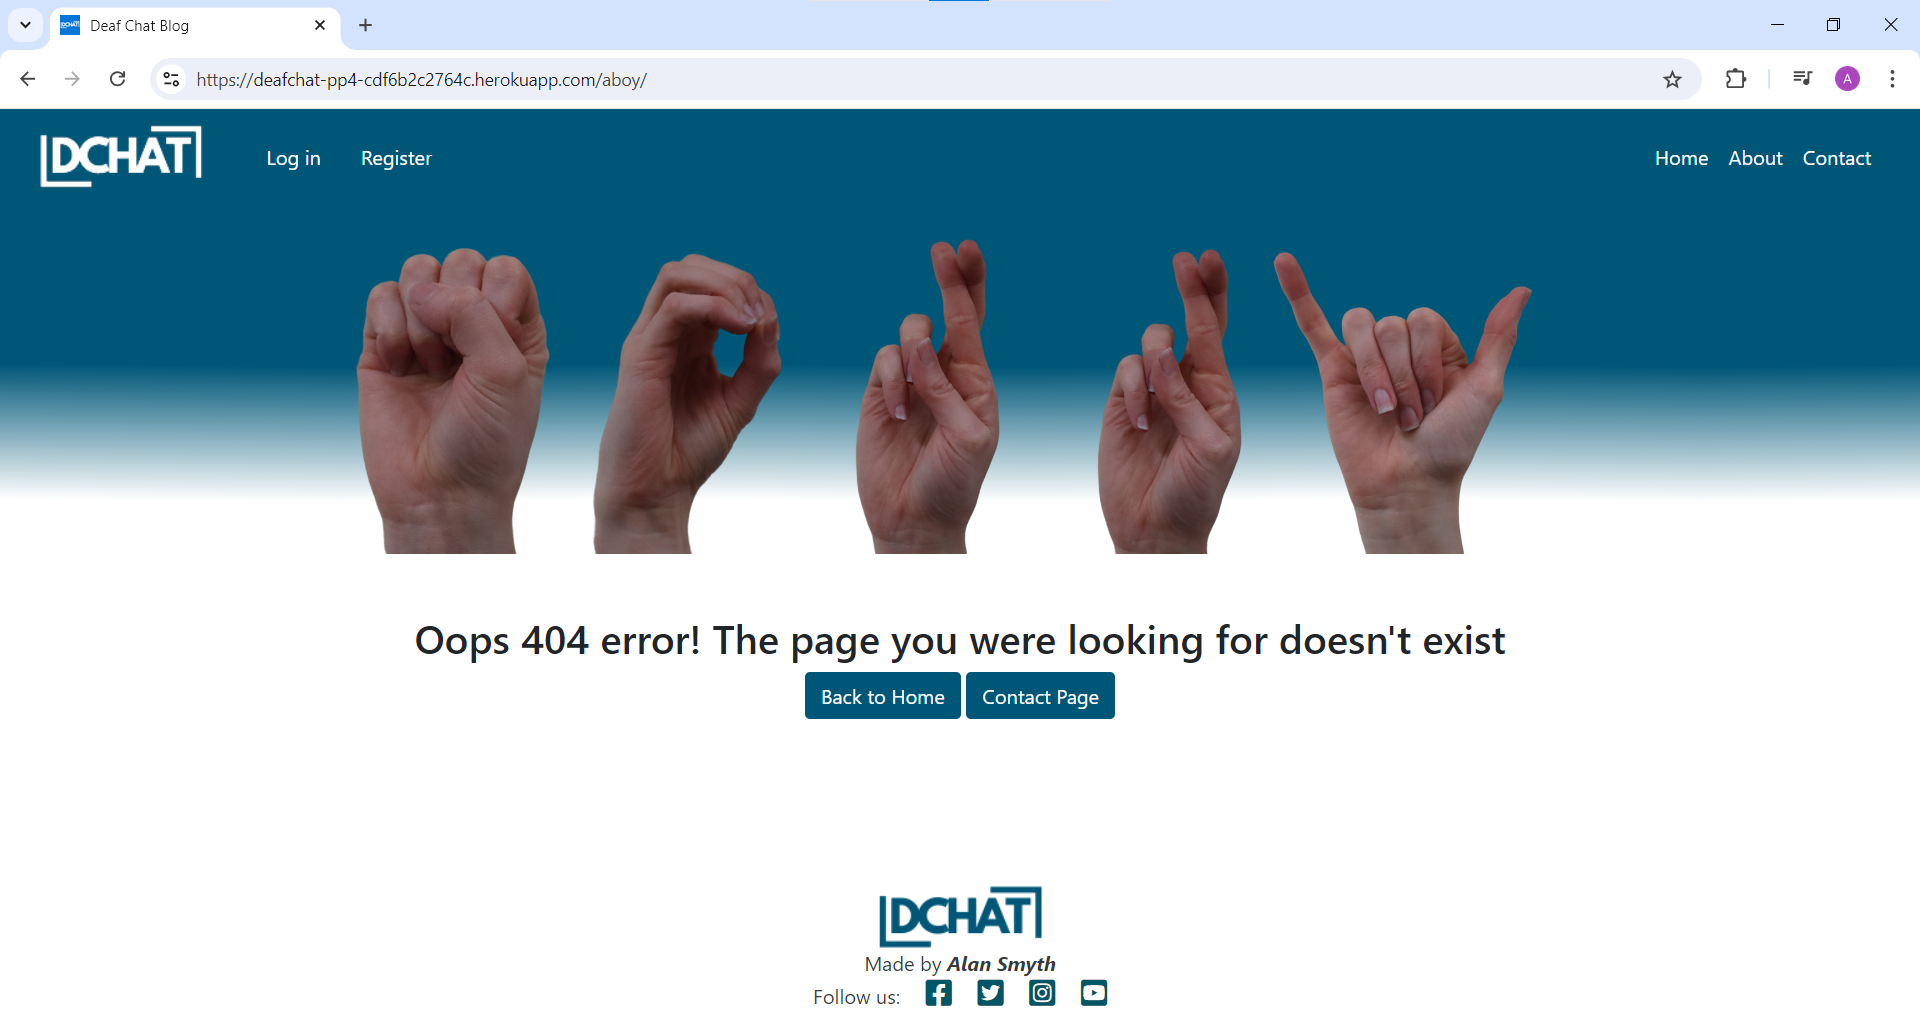 Deaf Chat Blog
https://deafchat-pp4-cdf6b2c2764c.herokuapp.com/aboy/
A
DCHAT
Log in
Register
Home
About
Contact
Oops 404 error! The page you were looking for doesn't exist
Back to Home
Contact Page
DCHAT
Made by Alan Smyth
Follow us: